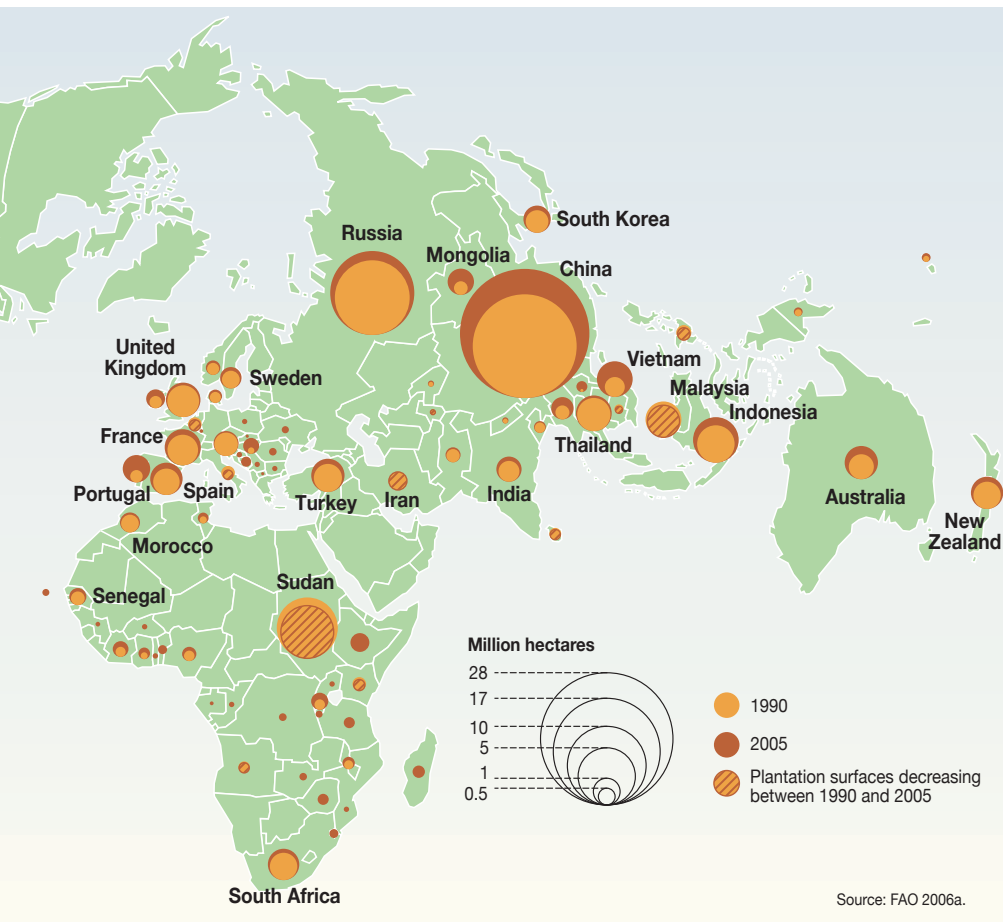 South Korea
Russia
Mongolia
China
United
Kingdom
Sweden
Vietnam
Malaysia
Indonesia
France
Thailand
Portugal
Spain
Turkey
Iran
India
Australia
New
Zealand
Morocco
Sudan
Senegal
South Africa
Million hectares
28
17
10
5
1
0.5
1990
2005
Plantation surfaces decreasing
between 1990 and 2005
Source: FAO 2006a.